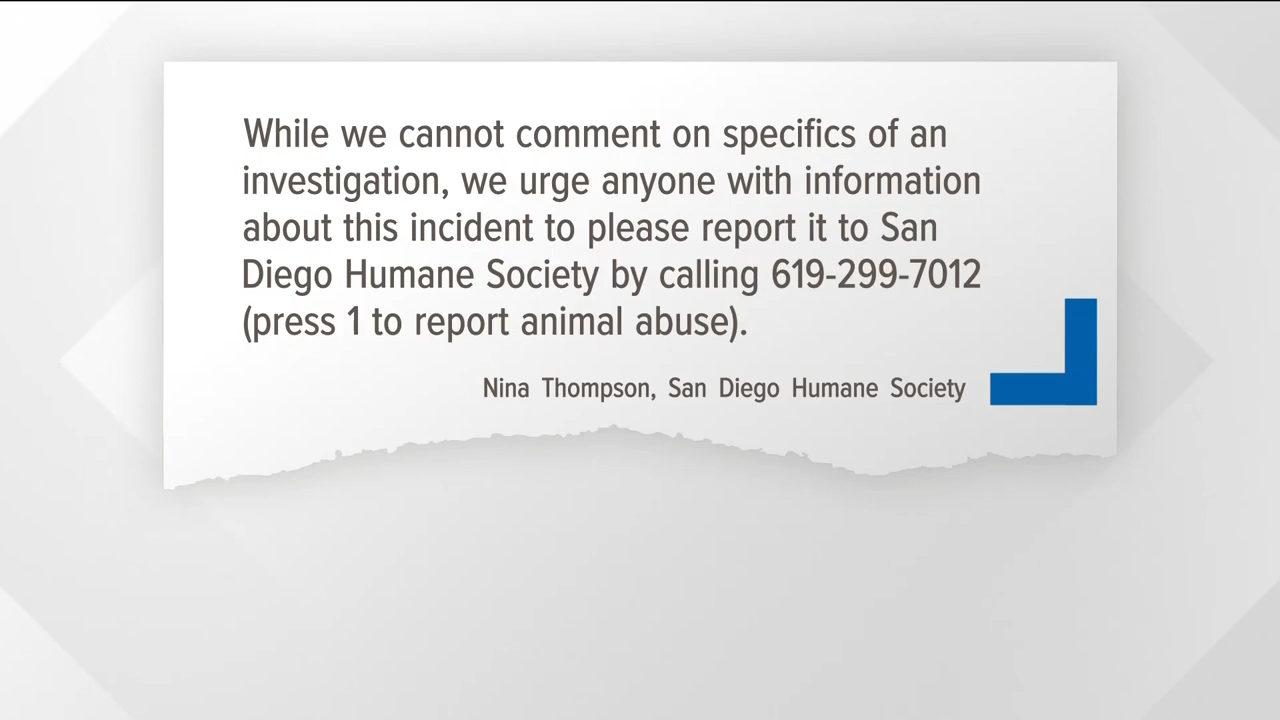 While we cannot comment on specifics of an
investigation, we urge anyone with information
about this incident to please report it to San
Diego Humane Society by calling 619-299-7012
(press 1 to report animal abuse).
Nina Thompson, San Diego Humane Society